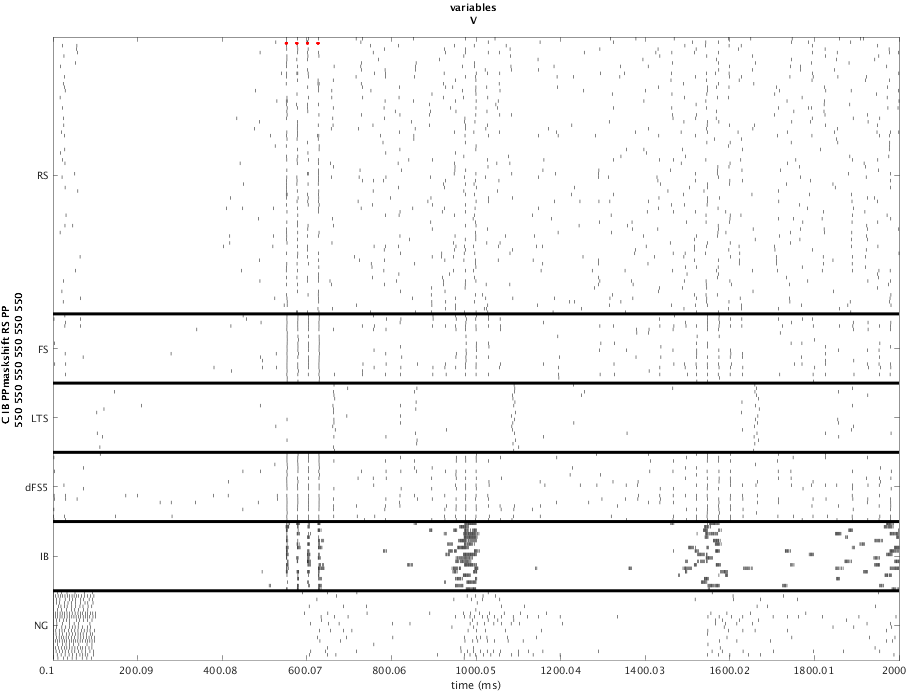 variables
V
C IB PPmaskshift RS PP
550 550 550 550 550 550
RS
FS
LTS
dFS5
IB
NG
0.1 200.09 400.08 600.07 800.06 1000.05 1200.04 1400.03 1600.02 1800.01 2000
time (ms)